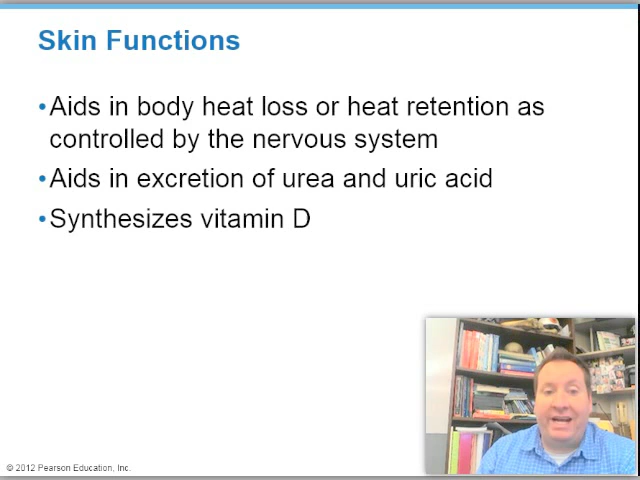 Skin Functions
•Aids in body heat loss or heat retention as
controlled by the nervous system
•Aids in excretion of urea and uric acid
•Synthesizes vitamin D
© 2012 Pearson Education, Inc.